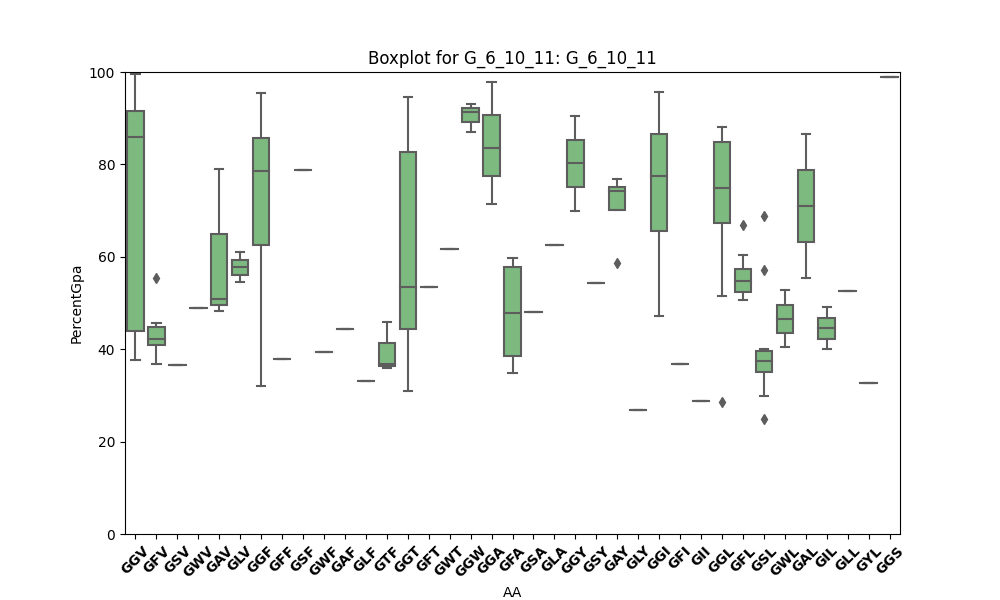 Boxplot for G_6_10_11: G_6_10_11
100
80
60
40
20
0
PercentGpa
GGV GFV GSV GWV GAV GLV GGF GFF GSF GWF GAF GLF GTF GGT GFT GWT GGW GGA GFA GSA GLA GGY GSY GAY GLY GGI GFI GII GGL GFL GSL GWL GAL GIL GLL GYL GGS
AA